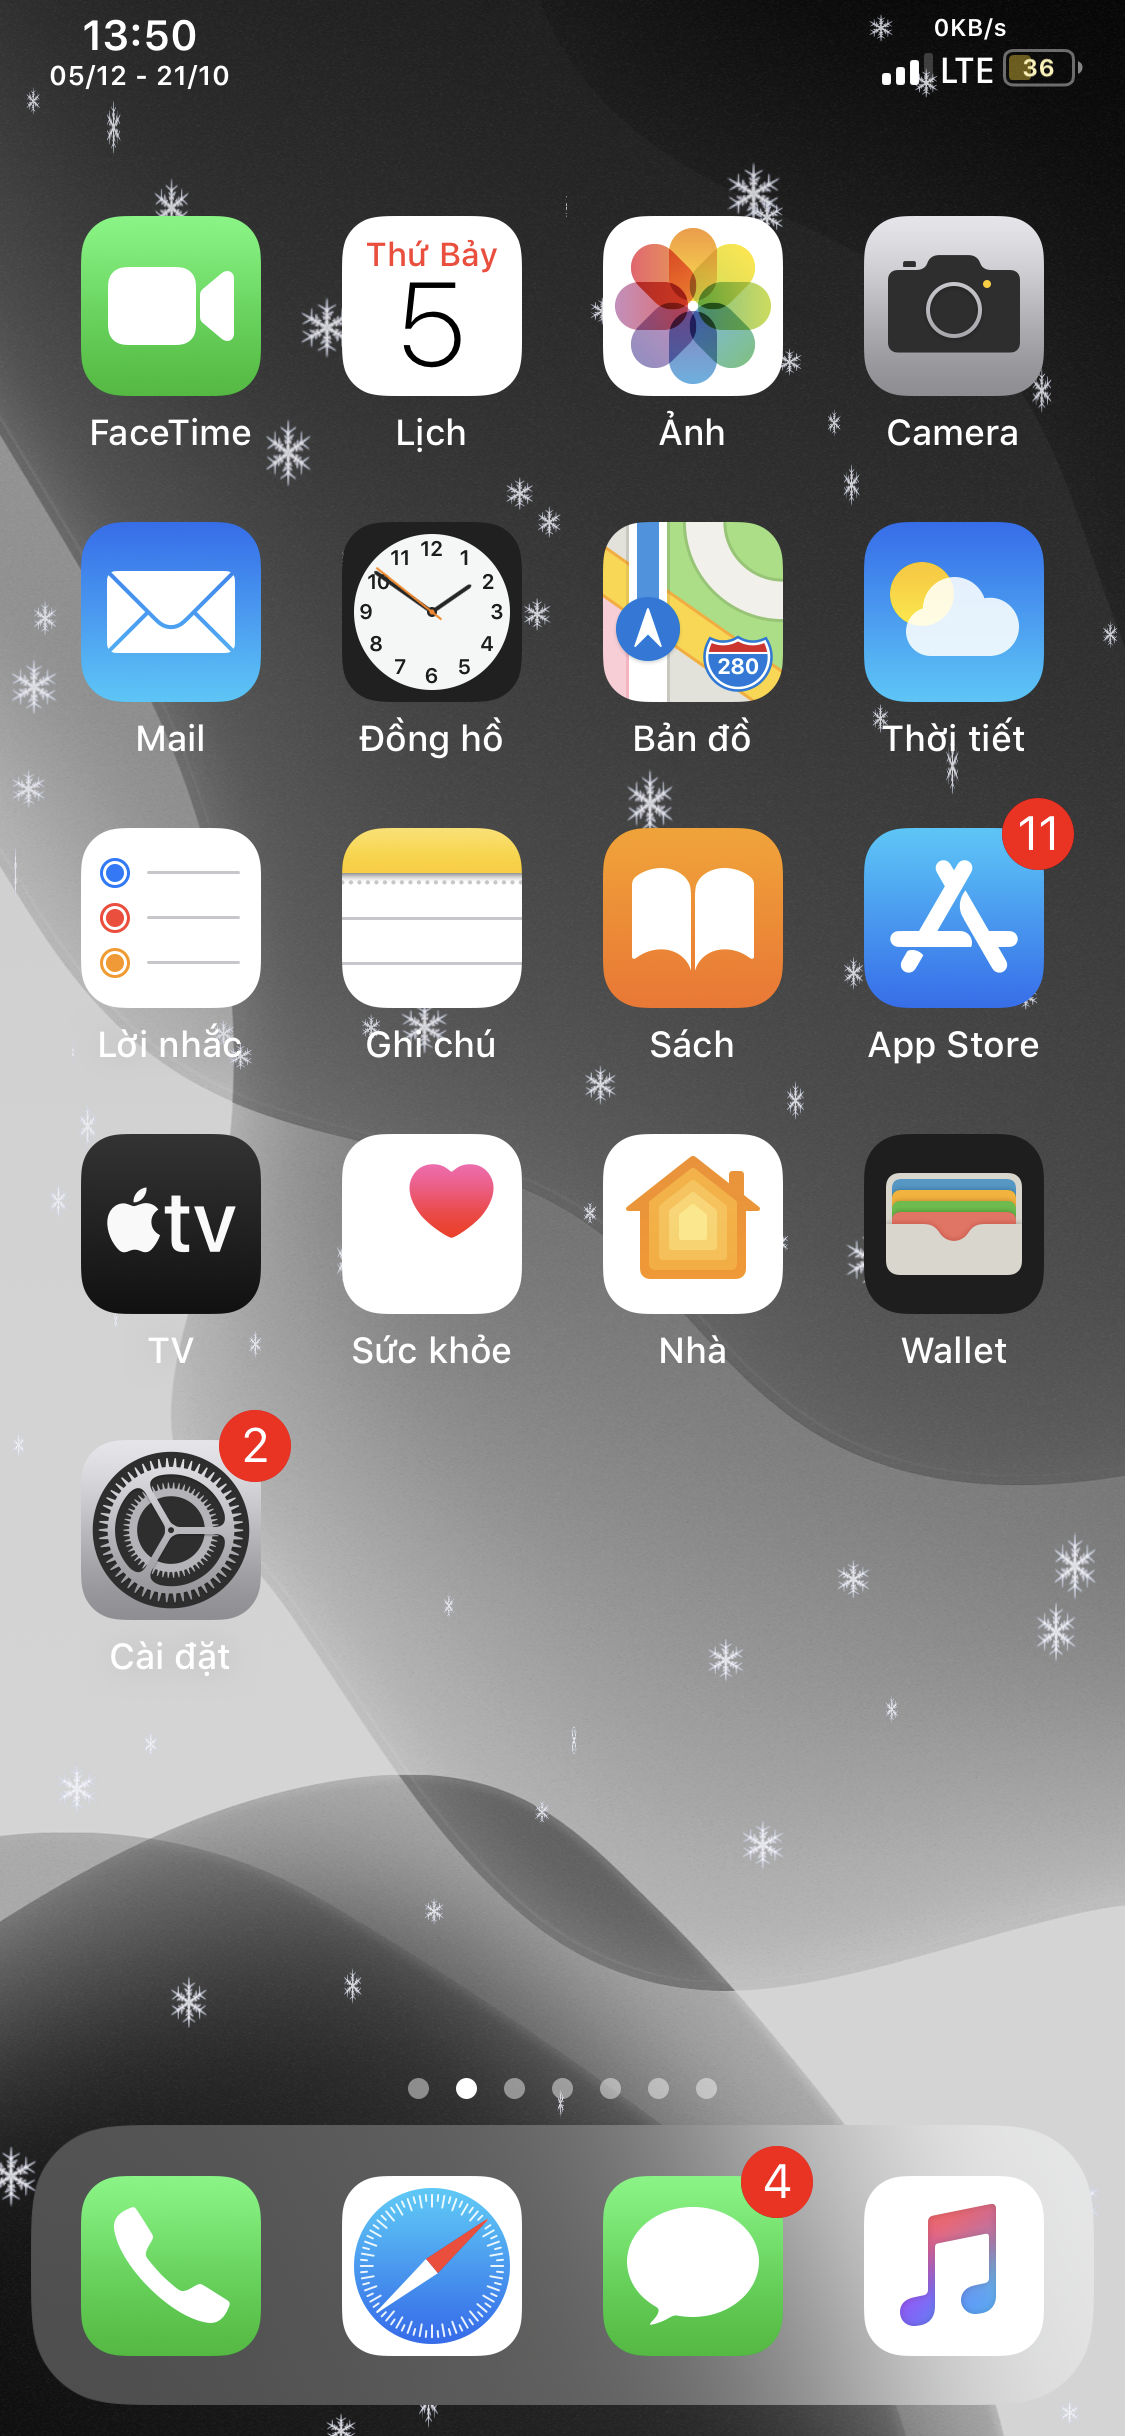 13:50
0KB/s
05/12 - 21/10
LTE 36
Thứ Bảy
5
FaceTime
Lịch
Ảnh
Camera
12
11 1
10 2
9 3
8 4
7 5
6
280
Mail
Đồng hồ
Bản đồ
Thời tiết
11
Lời nhắc
Ghi chú
Sách
App Store
tv
TV
Sức khỏe
Nhà
Wallet
2
Cài đặt
4